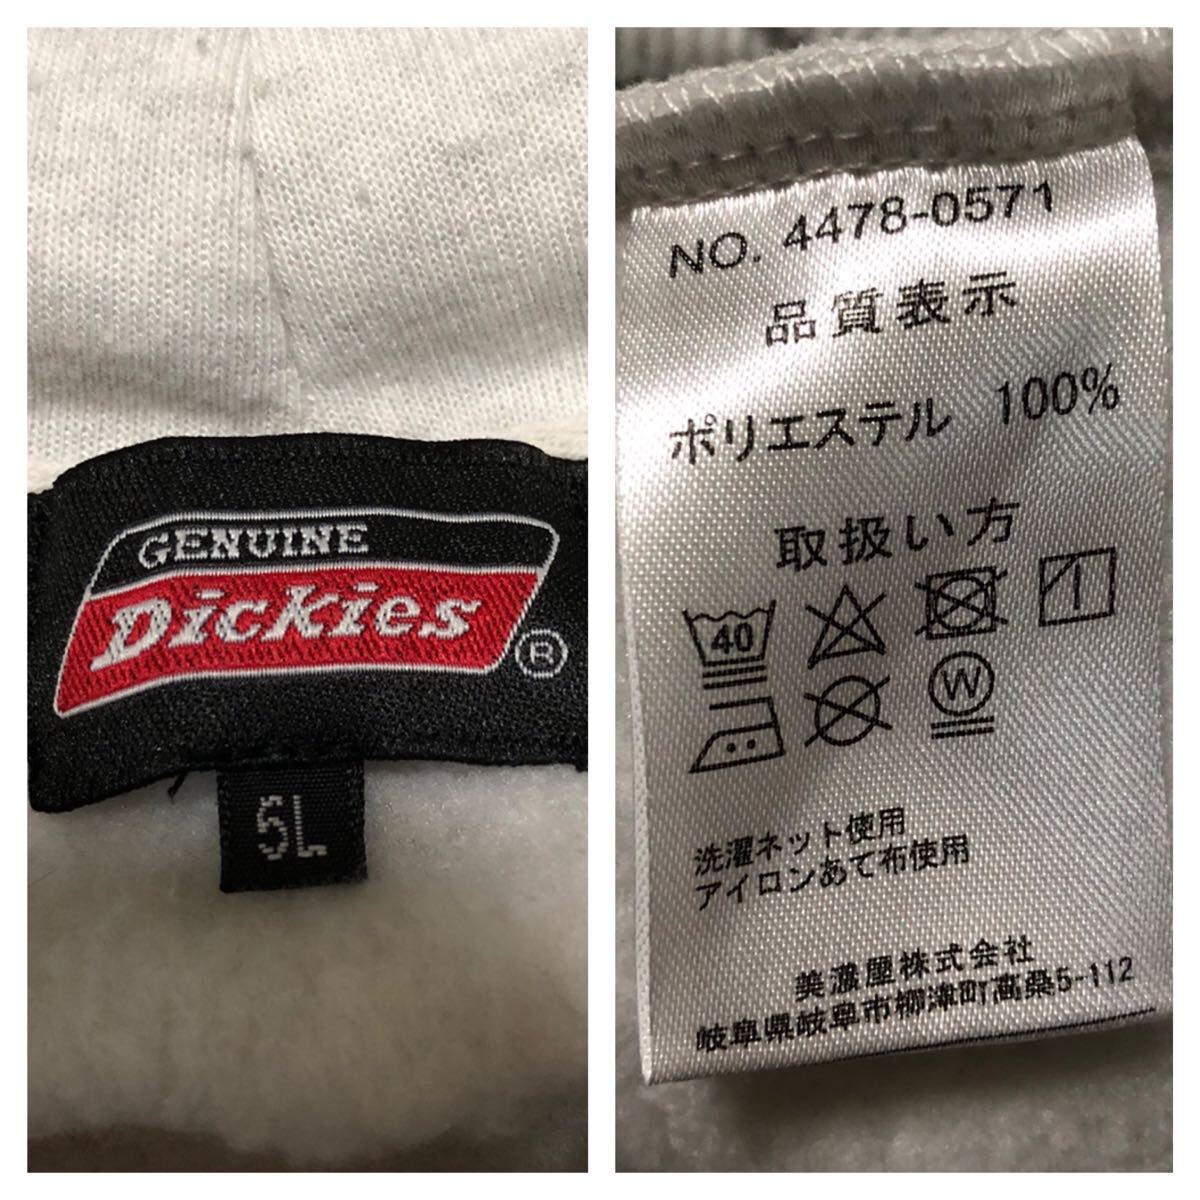 GENUINE
Dickies
®
5L
NO. 4478-0571
品質表示
ポリエステル 100%
取扱い方
40
W
洗濯ネット使用
アイロンあて布使用
美濃屋株式会社
岐阜県岐阜市柳津町高桑5-112